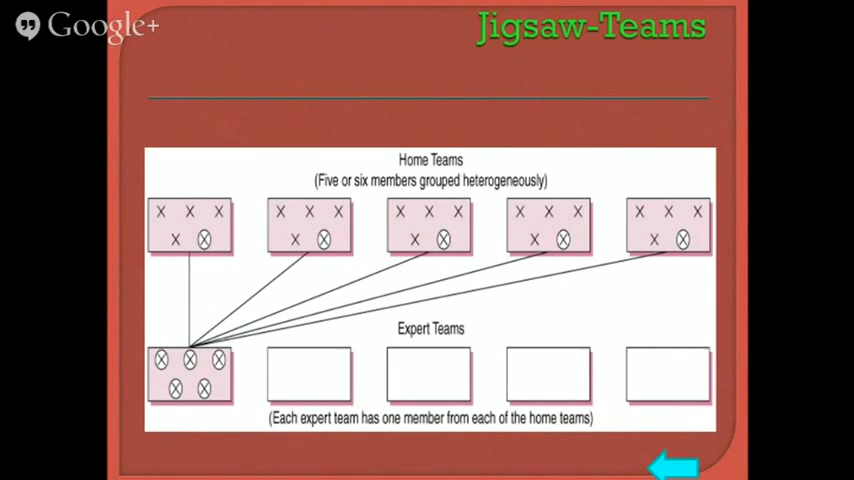 Google+
Jigsaw-Teams
Home Teams
(Five or six members grouped heterogeneously)
X X X X X X X X X X X X X X X
X X X X X X X X X X
Expert Teams
X X X
X X
(Each expert team has one member from each of the home teams)